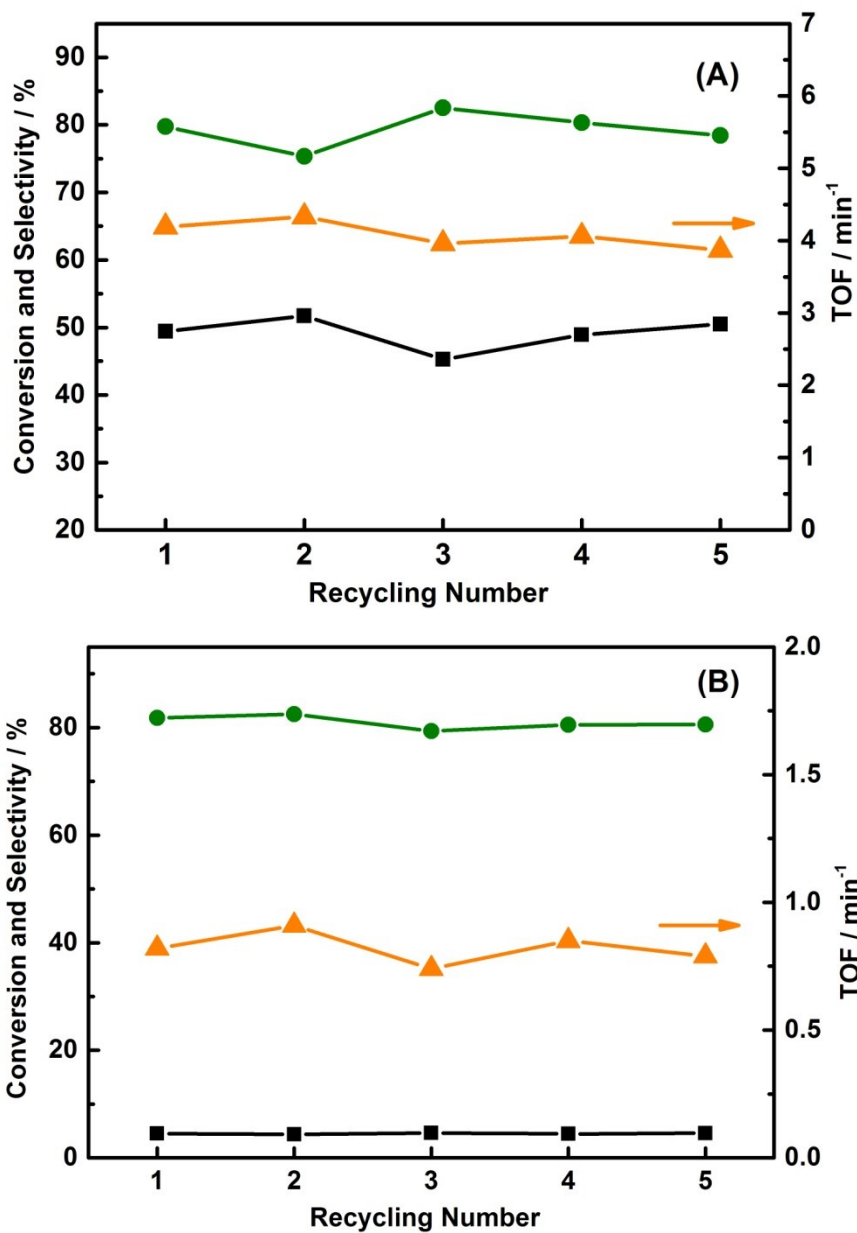 (A)
Conversion and Selectivity / %
90
80
70
60
50
40
30
20
7
6
5
4
3
2
1
0
TOF / min⁻¹
1 2 3 4 5
Recycling Number
(B)
Conversion and Selectivity / %
80
60
40
20
0
2.0
1.5
1.0
0.5
0.0
TOF / min⁻¹
1 2 3 4 5
Recycling Number